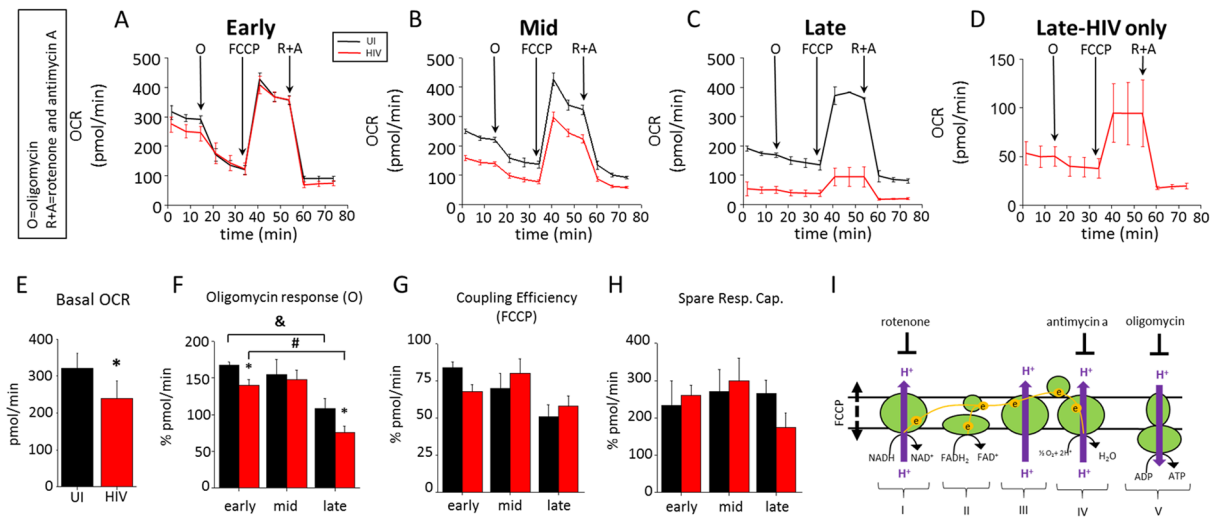 O=oligomycin
R+A=rotenone and antimycin A
A
Early
O
FCCP
R+A
UI
HIV
OCR
(pmol/min)
500
400
300
200
100
0
0 10 20 30 40 50 60 70 80
time (min)
B
Mid
O
FCCP
R+A
OCR
(pmol/min)
500
400
300
200
100
0
0 10 20 30 40 50 60 70 80
time (min)
C
Late
O
FCCP
R+A
OCR
(pmol/min)
500
400
300
200
100
0
0 10 20 30 40 50 60 70 80
time (min)
D
Late-HIV only
O
FCCP
R+A
OCR
(pmol/min)
150
100
50
0
0 10 20 30 40 50 60 70 80
time (min)
E
Basal OCR
pmol/min
400
300
200
100
0
*
UI HIV
F
Oligomycin response (O)
% pmol/min
200
150
100
50
0
&
#
*
*
early mid late
G
Coupling Efficiency
(FCCP)
% pmol/min
100
75
50
25
0
early mid late
H
Spare Resp. Cap.
% pmol/min
400
300
200
100
0
early mid late
I
rotenone antimycin a oligomycin
H⁺ H⁺ H⁺ H⁺
FCCP
e e e e e e
NADH NAD⁺ FADH₂ FAD⁺ ½ O₂+ 2H⁺ H₂O
H⁺ H⁺ H⁺
ADP ATP
I II III IV V